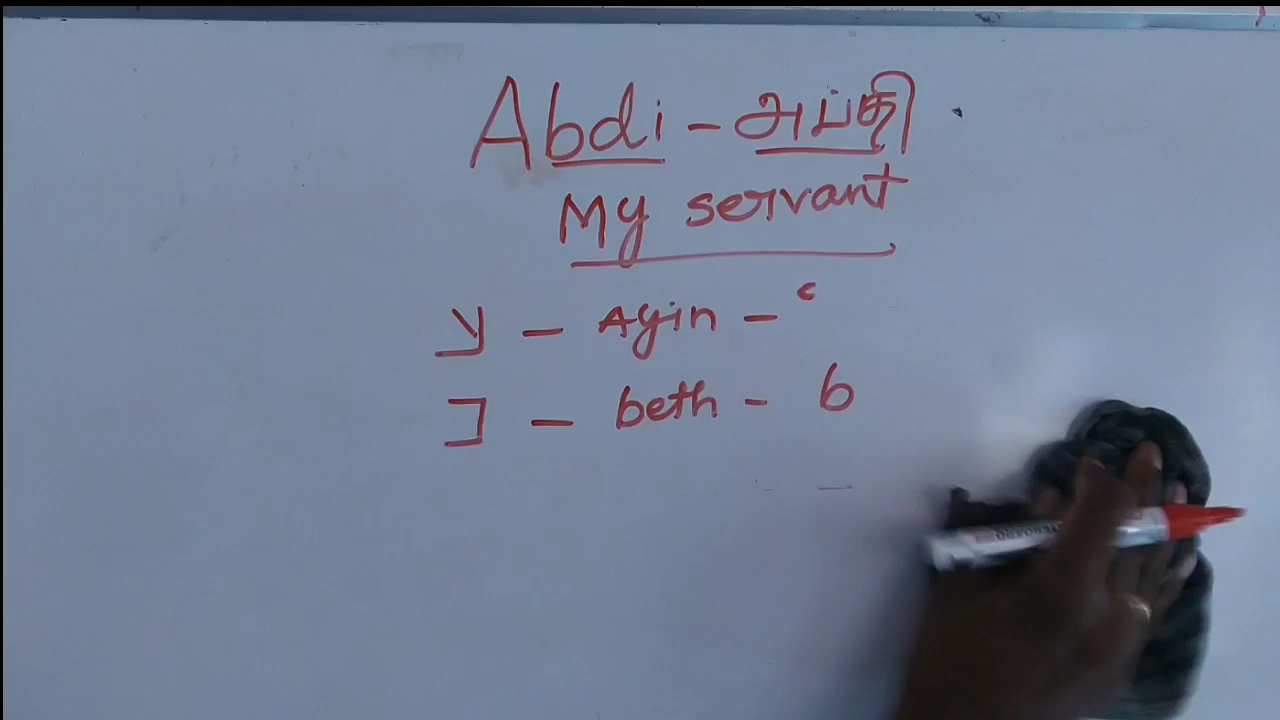 Abdi - அப்தி
My servant
ע - Ayin - ʿ
ב - beth - b